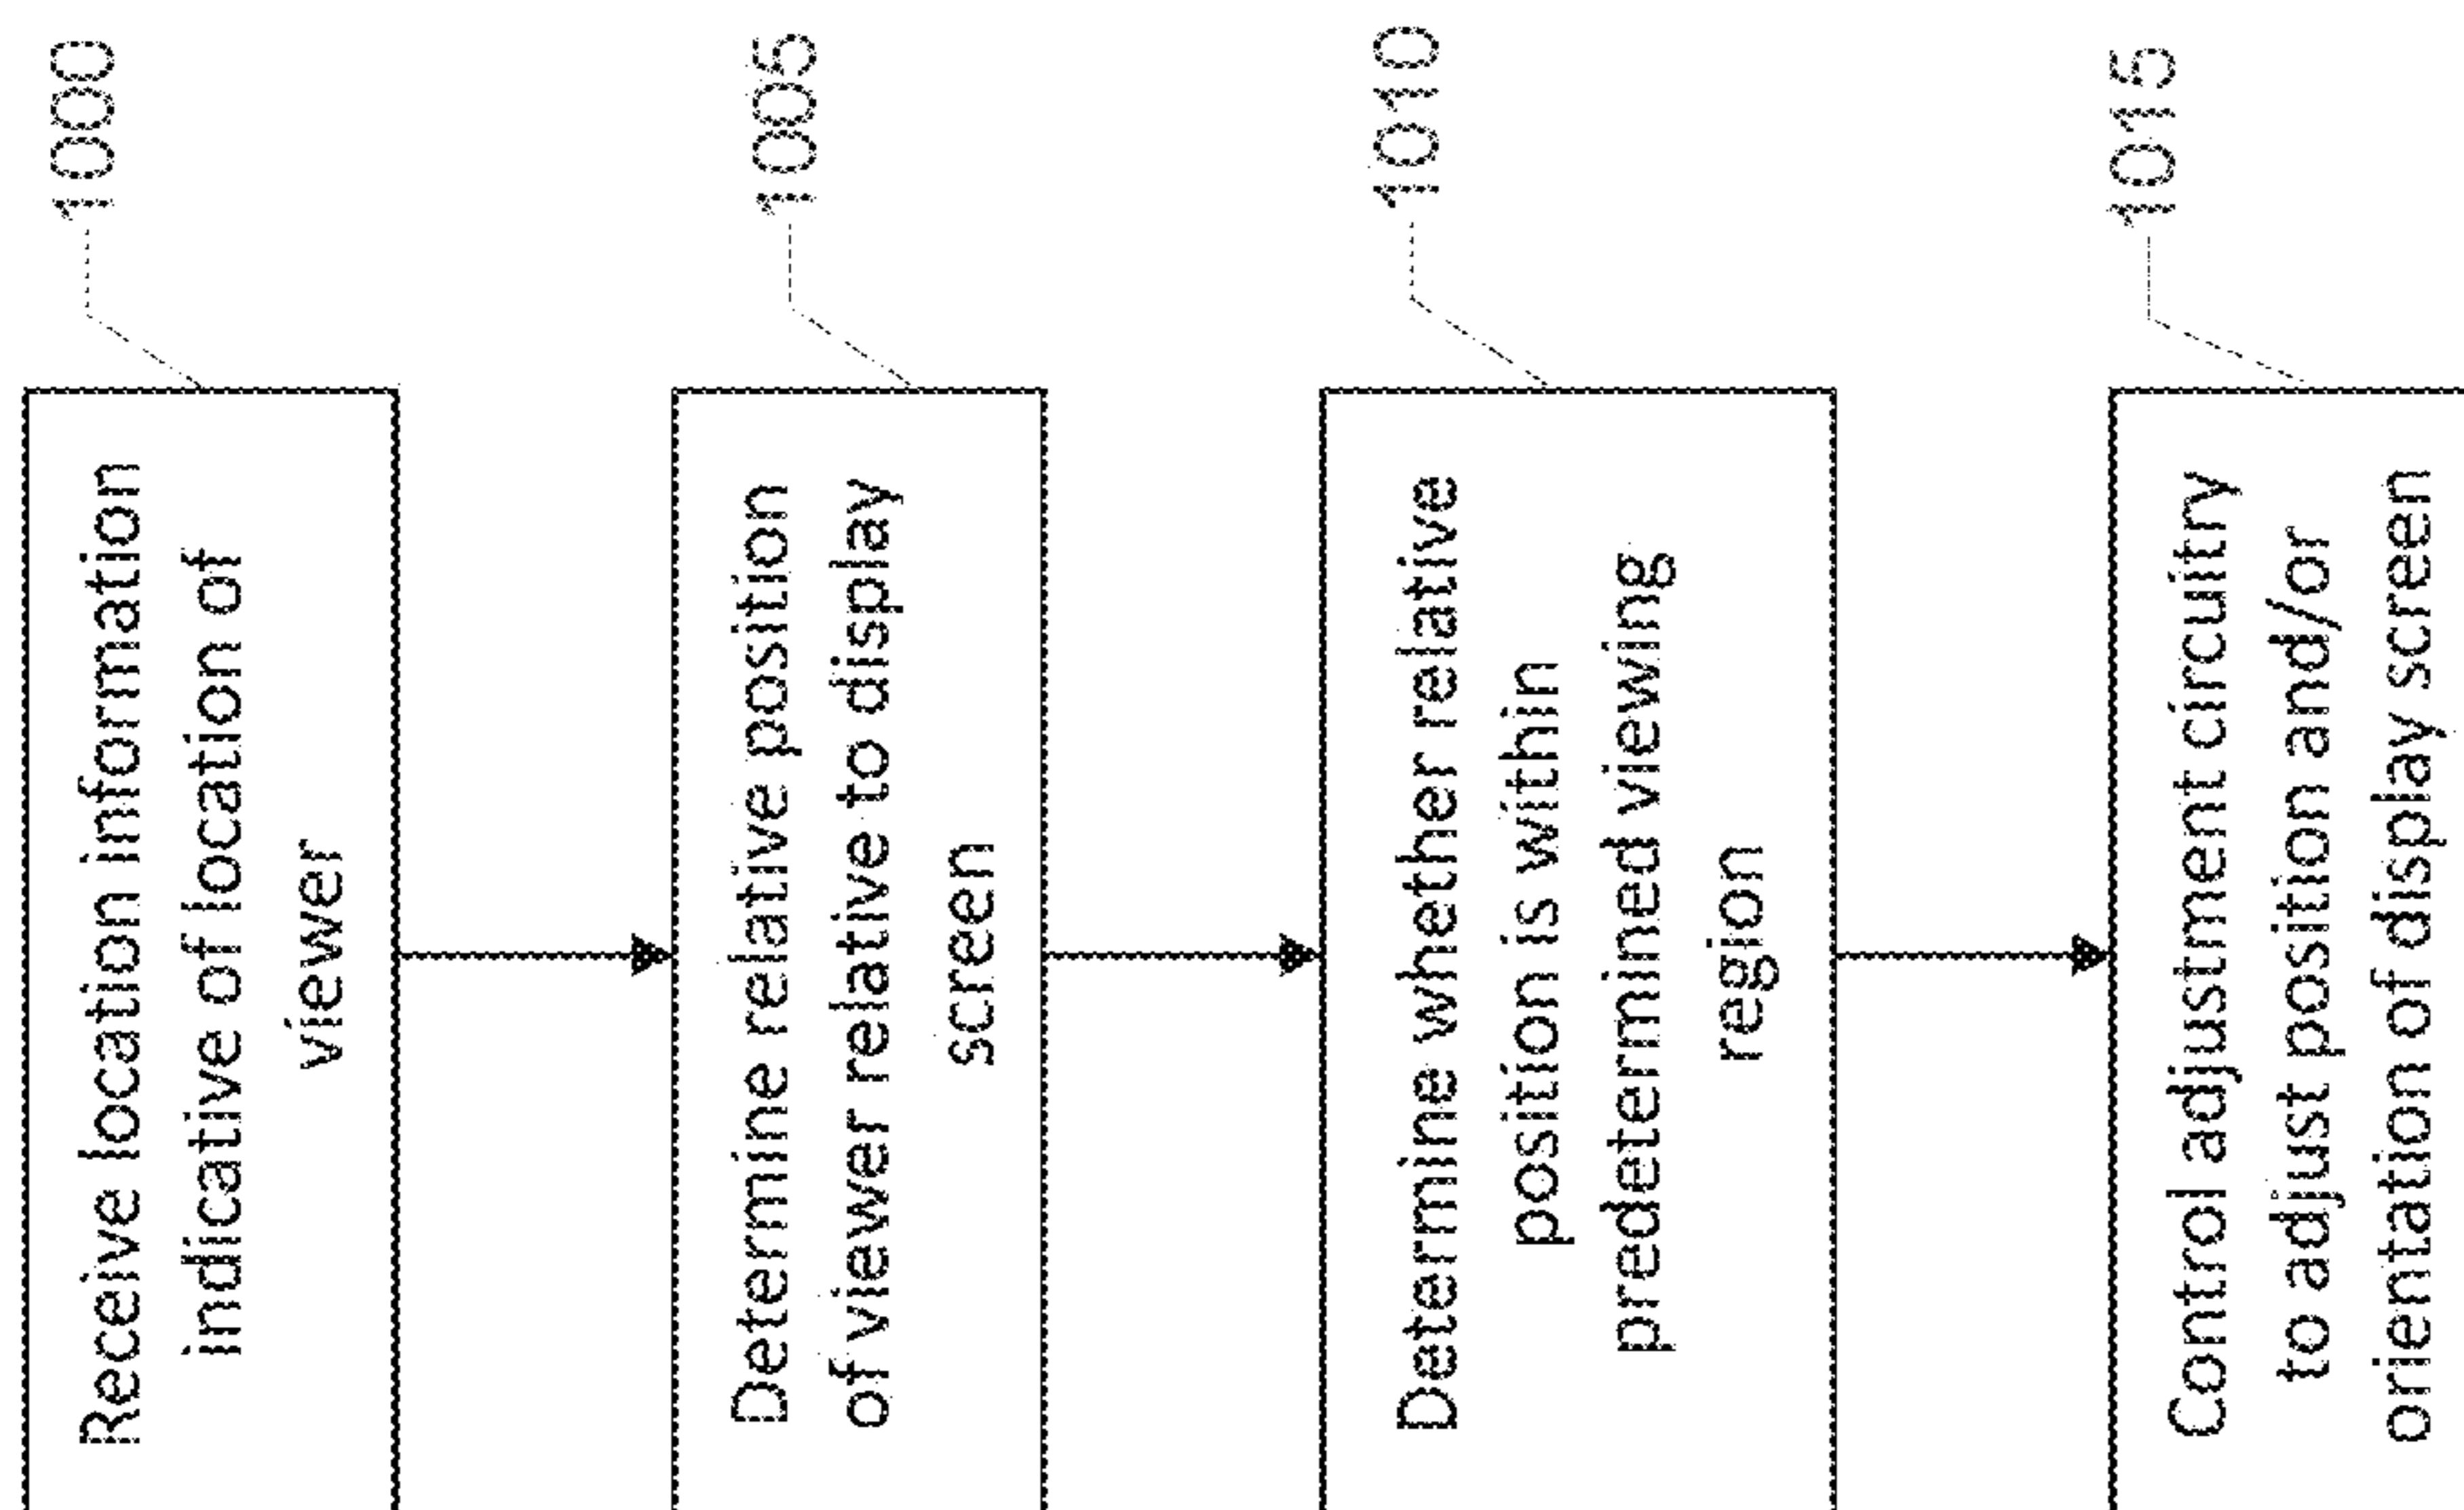 Receive location information
indicative of location of
viewer
1000
Determine relative position
of viewer relative to display
screen
1005
Determine whether relative
position is within
predetermined viewing
region
1010
Control adjustment circuitry
to adjust position and/or
orientation of display screen
1015